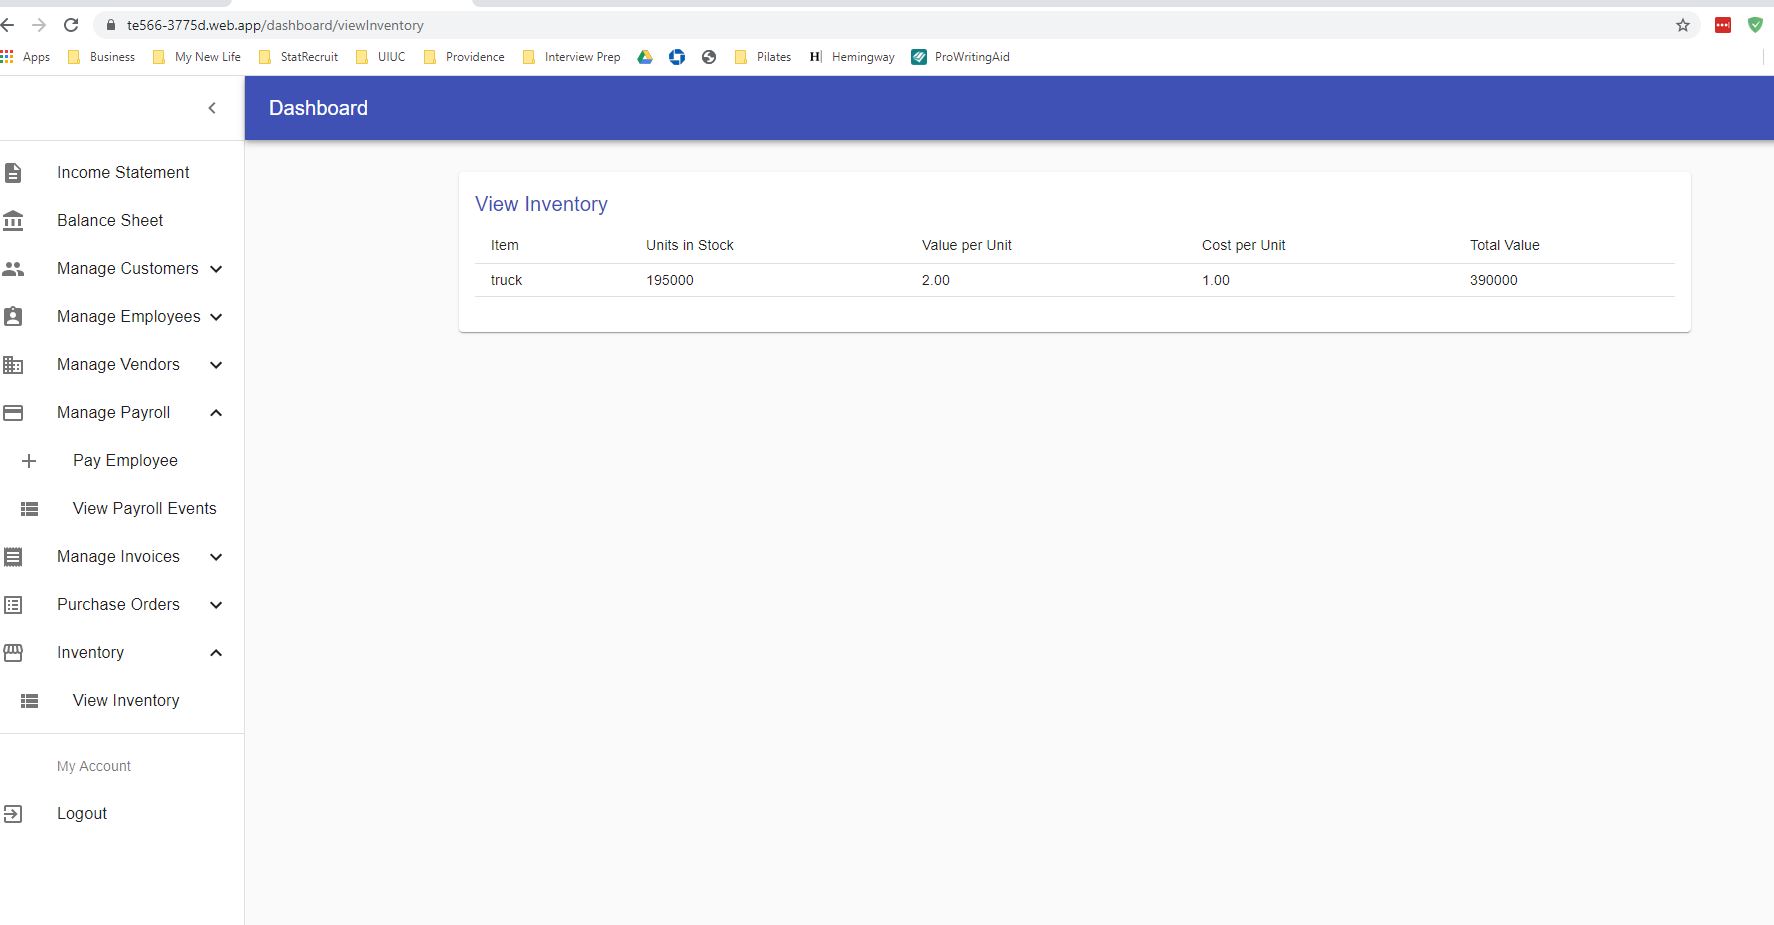 te566-3775d.web.app/dashboard/viewInventory
Apps Business My New Life StatRecruit UIUC Providence Interview Prep Pilates H Hemingway ProWritingAid
Dashboard
Income Statement
Balance Sheet
Manage Customers
Manage Employees
Manage Vendors
Manage Payroll
Pay Employee
View Payroll Events
Manage Invoices
Purchase Orders
Inventory
View Inventory
My Account
Logout
View Inventory
Item Units in Stock Value per Unit Cost per Unit Total Value
truck 195000 2.00 1.00 390000